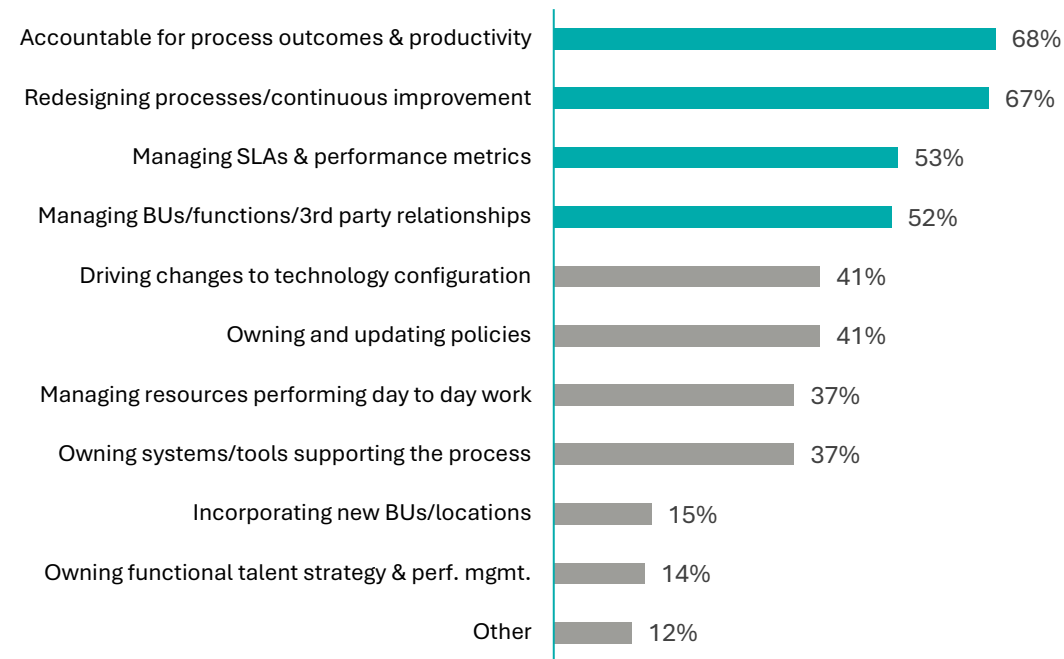 Accountable for process outcomes & productivity 68%
Redesigning processes/continuous improvement 67%
Managing SLAs & performance metrics 53%
Managing BUs/functions/3rd party relationships 52%
Driving changes to technology configuration 41%
Owning and updating policies 41%
Managing resources performing day to day work 37%
Owning systems/tools supporting the process 37%
Incorporating new BUs/locations 15%
Owning functional talent strategy & perf. mgmt. 14%
Other 12%